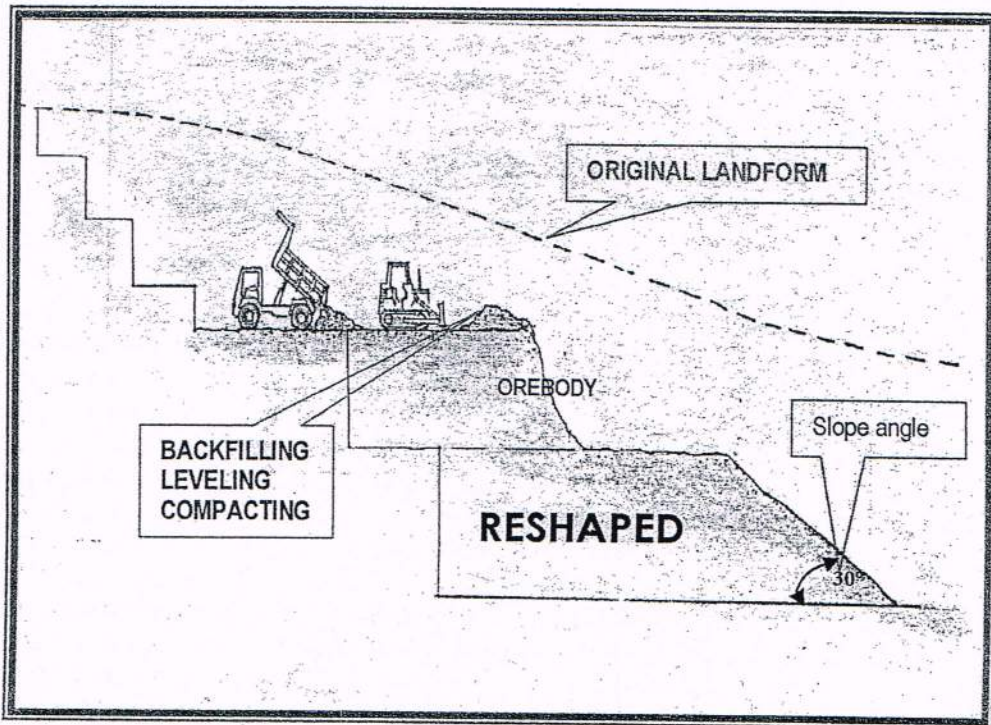 ORIGINAL LANDFORM
OREBODY
BACKFILLING
LEVELING
COMPACTING
Slope angle
RESHAPED
30°